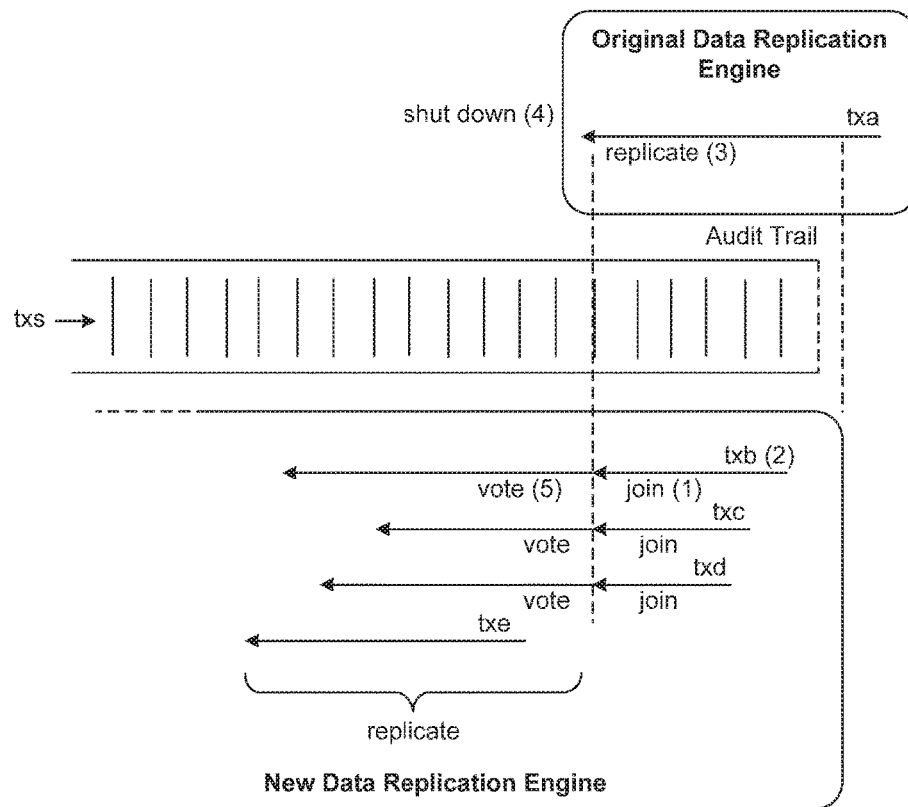 Original Data Replication
Engine
shut down (4)
txa
replicate (3)
Audit Trail
txs
txb (2)
vote (5)
join (1)
txc
vote
join
txd
vote
join
txe
replicate
New Data Replication Engine